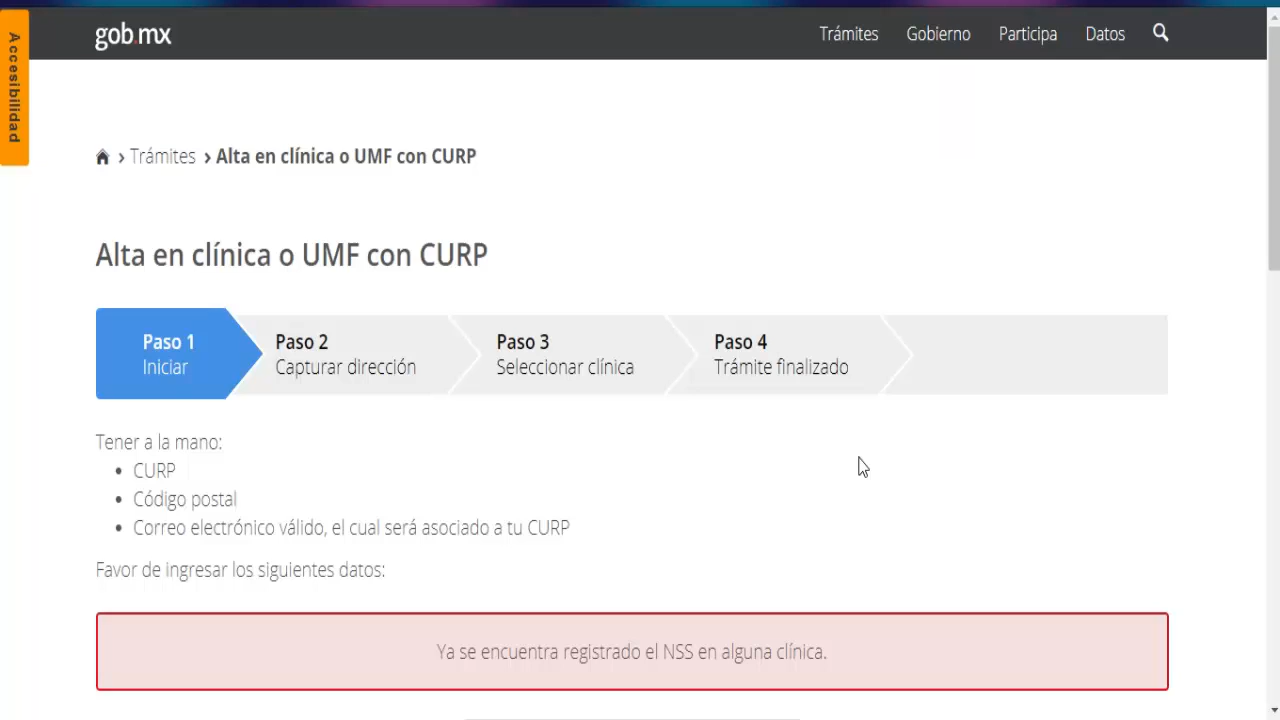 Accesibilidad
gob.mx
Trámites Gobierno Participa Datos
› Trámites › Alta en clínica o UMF con CURP
Alta en clínica o UMF con CURP
Paso 1 Paso 2 Paso 3 Paso 4
Iniciar Capturar dirección Seleccionar clínica Trámite finalizado
Tener a la mano:
• CURP
• Código postal
• Correo electrónico válido, el cual será asociado a tu CURP
Favor de ingresar los siguientes datos:
Ya se encuentra registrado el NSS en alguna clínica.